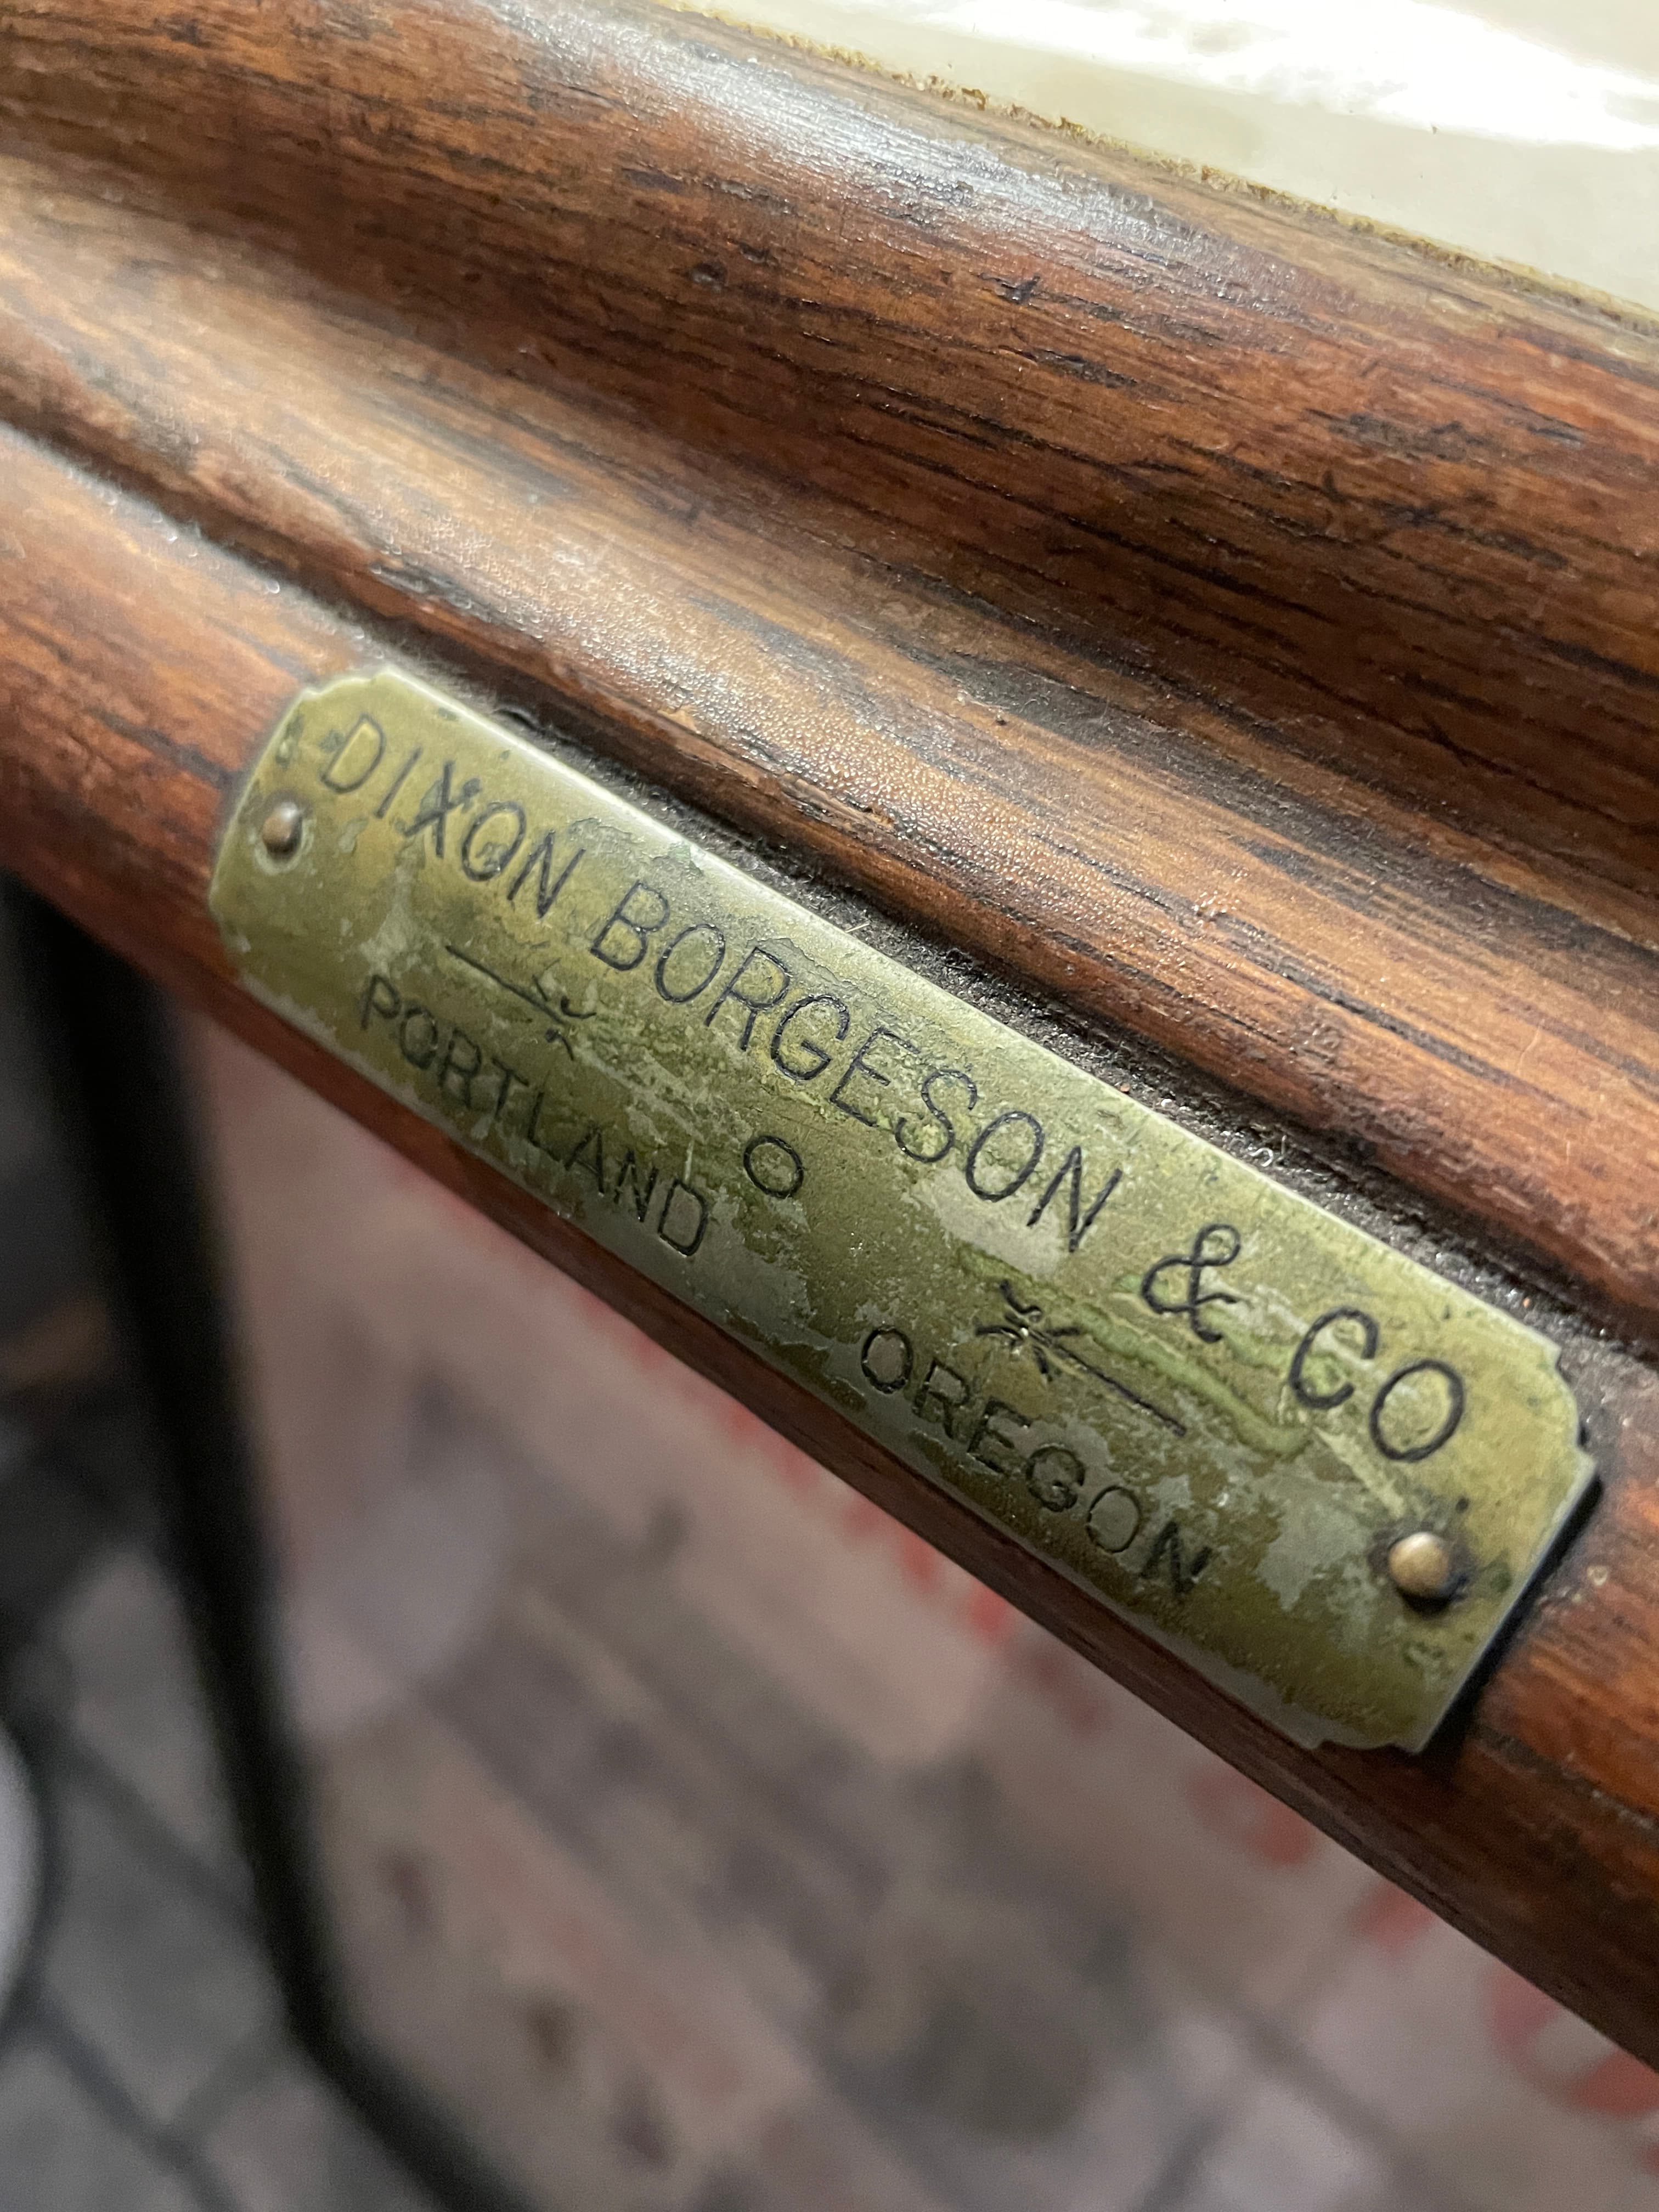 DIXON BORGESON & CO
PORTLAND OREGON